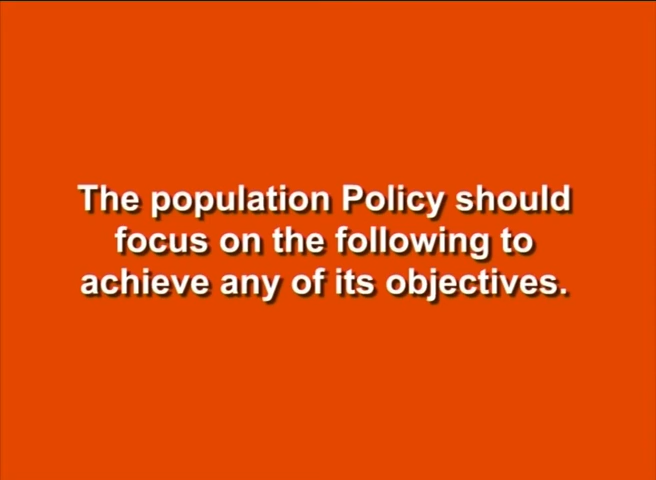 The population Policy should
focus on the following to
achieve any of its objectives.